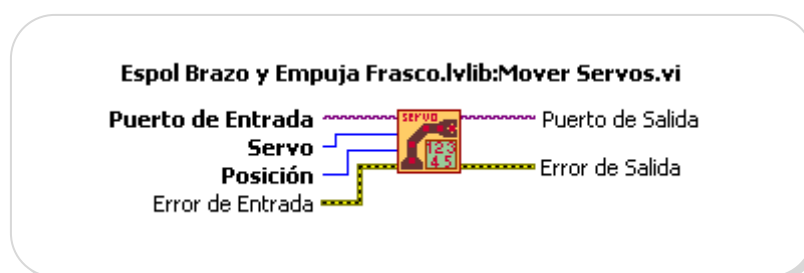 Espol Brazo y Empuja Frasco.lvlib:Mover Servos.vi
Puerto de Entrada
SERVO
Puerto de Salida
Servo
Posición
123
45
Error de Salida
Error de Entrada